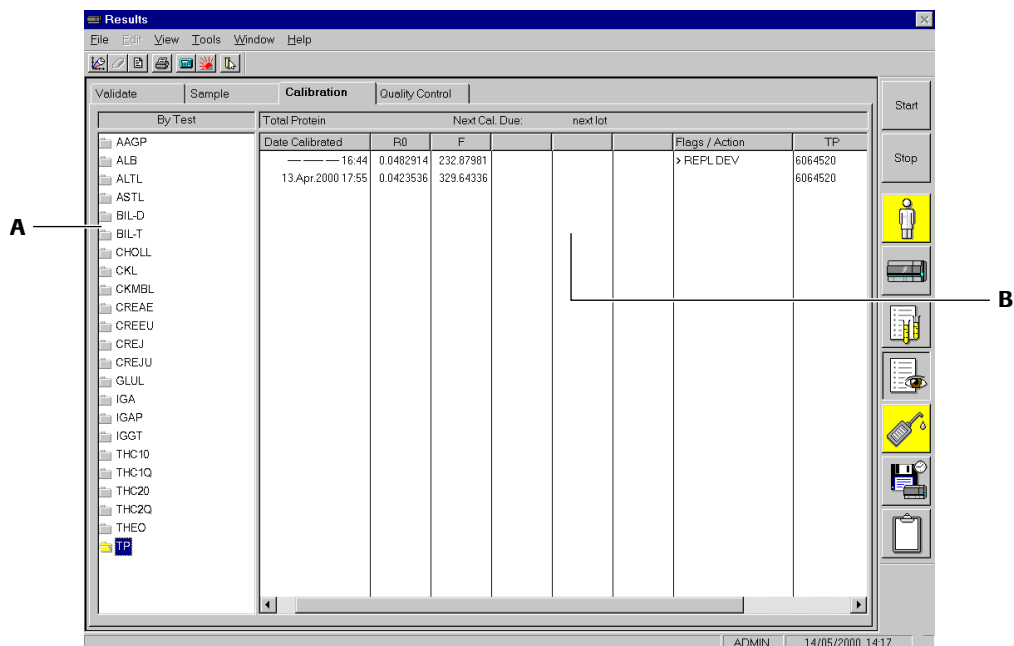 Results
File Edit View Tools Window Help
Validate Sample Calibration Quality Control
By Test
Total Protein Next Cal. Due: next lot
Date Calibrated R0 F Flags / Action TP
— — — 16:44 0.0482914 232.87981 > REPL DEV 6064520
13.Apr.2000 17:55 0.0423536 329.64336 6064520
AAGP
ALB
ALTL
ASTL
BIL-D
BIL-T
CHOLL
CKL
CKMBL
CREAE
CREEU
CREJ
CREJU
GLUL
IGA
IGAP
IGGT
THC10
THC1Q
THC20
THC2Q
THEO
TP
Start
Stop
A
B
ADMIN 14/05/2000 14:17